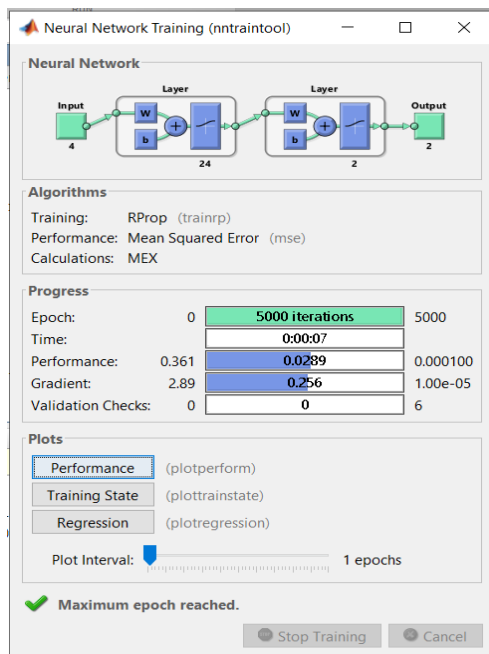 Neural Network Training (nntraintool)
Neural Network
Layer Layer
Input Output
W W
b b
4 24 2 2
Algorithms
Training: RProp (trainrp)
Performance: Mean Squared Error (mse)
Calculations: MEX
Progress
Epoch: 0 5000 iterations 5000
Time: 0:00:07
Performance: 0.361 0.0289 0.000100
Gradient: 2.89 0.256 1.00e-05
Validation Checks: 0 0 6
Plots
Performance (plotperform)
Training State (plottrainstate)
Regression (plotregression)
Plot Interval: 1 epochs
Maximum epoch reached.
Stop Training Cancel